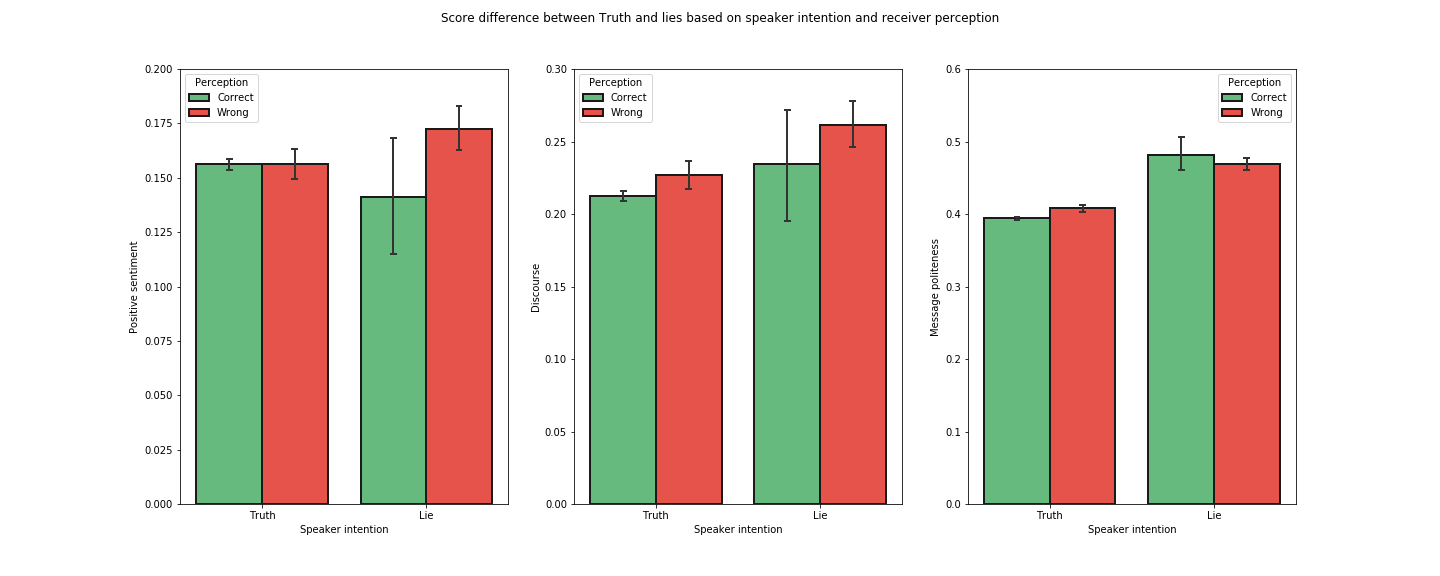 Score difference between Truth and lies based on speaker intention and receiver perception
Positive sentiment
0.200
0.175
0.150
0.125
0.100
0.075
0.050
0.025
0.000
Perception
Correct
Wrong
Truth
Lie
Speaker intention
Discourse
0.30
0.25
0.20
0.15
0.10
0.05
0.00
Perception
Correct
Wrong
Truth
Lie
Speaker intention
Message politeness
0.6
0.5
0.4
0.3
0.2
0.1
0.0
Perception
Correct
Wrong
Truth
Lie
Speaker intention